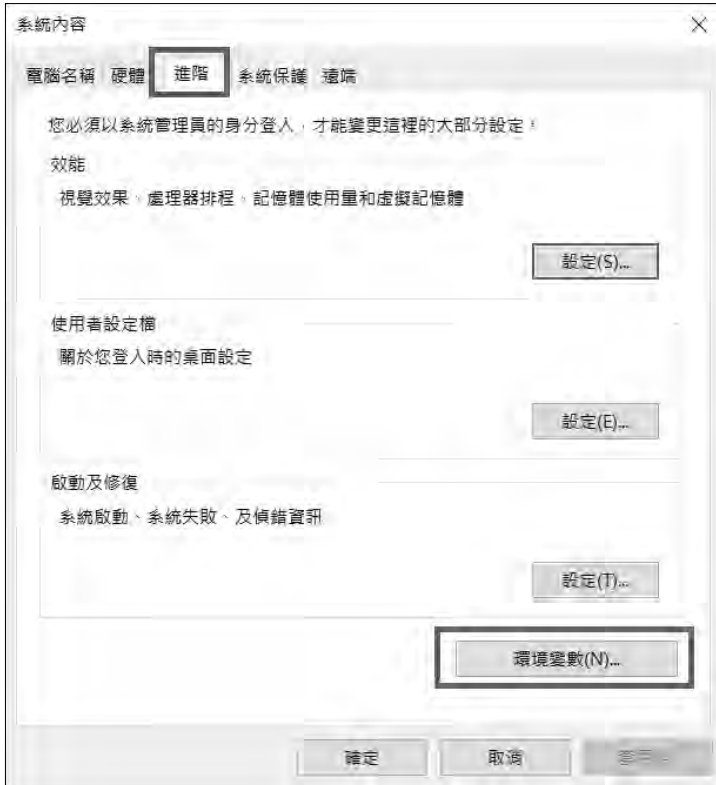 系統內容
電腦名稱 硬體 進階 系統保護 遠端
您必須以系統管理員的身分登入，才能變更這裡的大部分設定。
效能
視覺效果、處理器排程、記憶體使用量和虛擬記憶體
設定(S)...
使用者設定檔
關於您登入時的桌面設定
設定(E)...
啟動及修復
系統啟動、系統失敗、及偵錯資訊
設定(T)...
環境變數(N)...
確定 取消